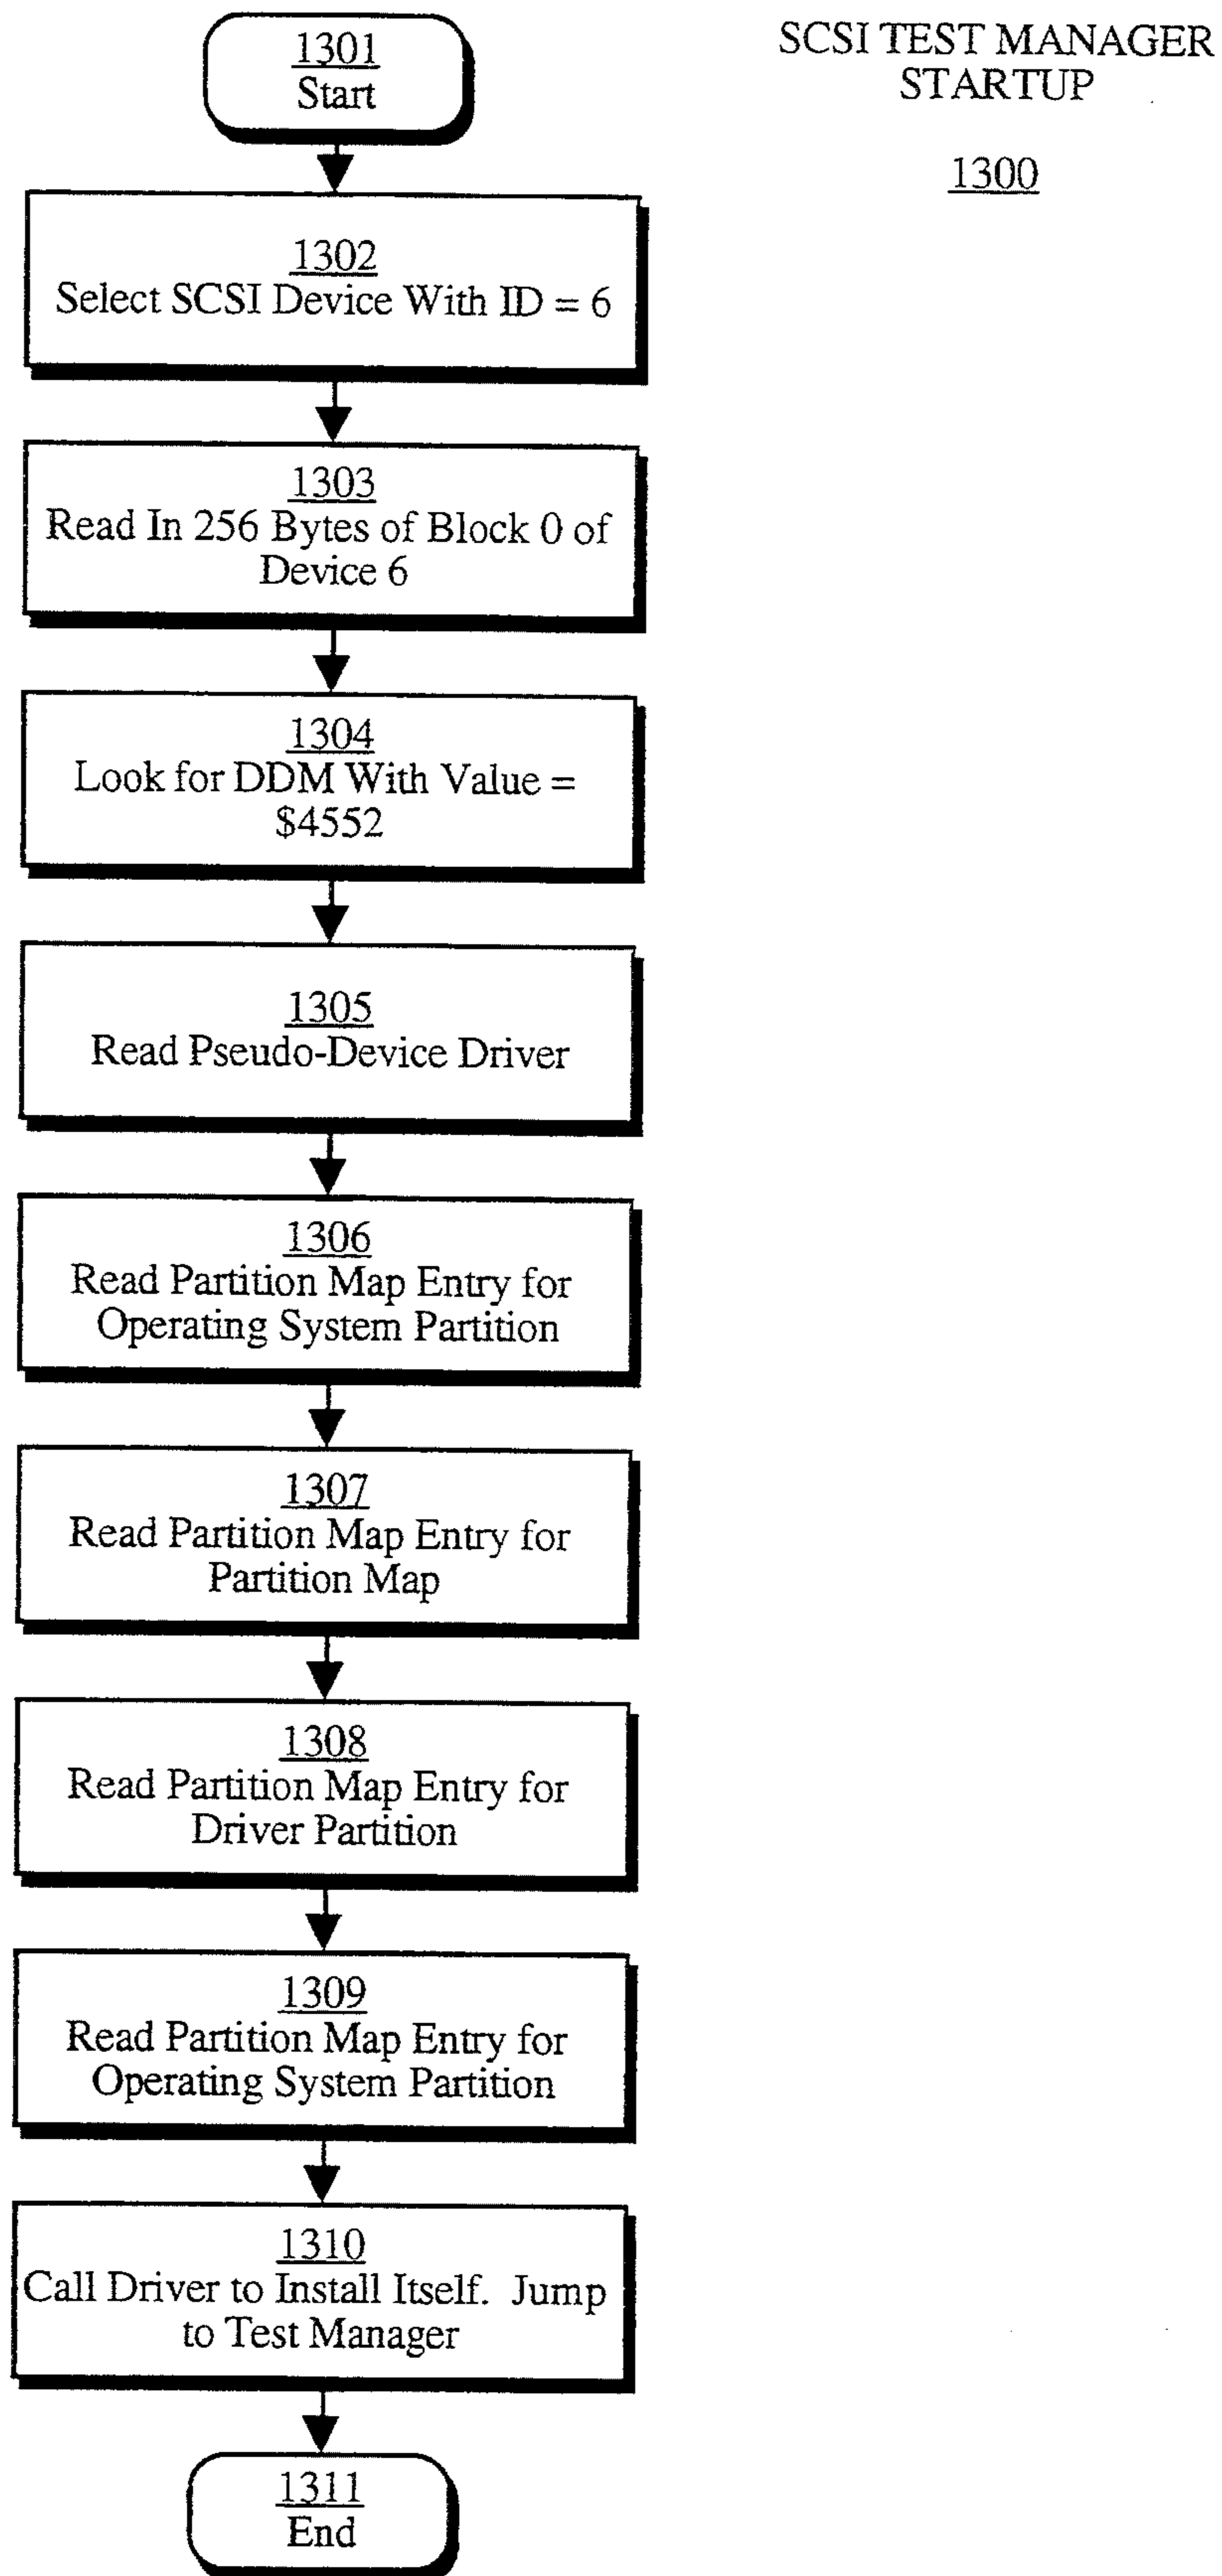 SCSI TEST MANAGER
STARTUP
1300
1301
Start
1302
Select SCSI Device With ID = 6
1303
Read In 256 Bytes of Block 0 of
Device 6
1304
Look for DDM With Value =
$4552
1305
Read Pseudo-Device Driver
1306
Read Partition Map Entry for
Operating System Partition
1307
Read Partition Map Entry for
Partition Map
1308
Read Partition Map Entry for
Driver Partition
1309
Read Partition Map Entry for
Operating System Partition
1310
Call Driver to Install Itself. Jump
to Test Manager
1311
End